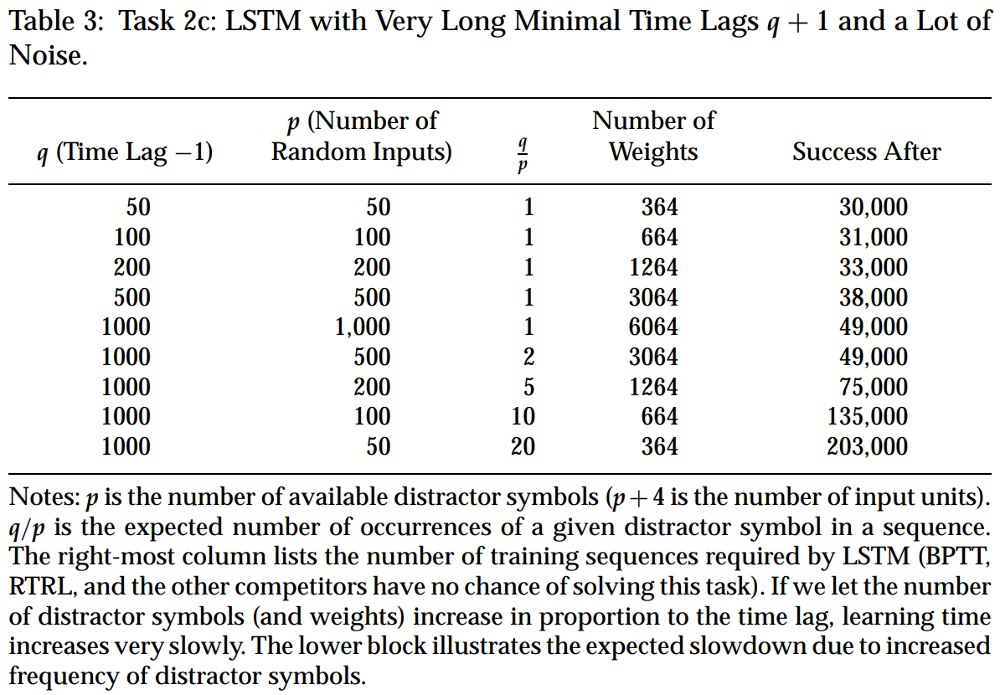 Table 3: Task 2c: LSTM with Very Long Minimal Time Lags q + 1 and a Lot of
Noise.
q (Time Lag −1) p (Number of Random Inputs) q/p Number of Weights Success After
50 50 1 364 30,000
100 100 1 664 31,000
200 200 1 1264 33,000
500 500 1 3064 38,000
1000 1,000 1 6064 49,000
1000 500 2 3064 49,000
1000 200 5 1264 75,000
1000 100 10 664 135,000
1000 50 20 364 203,000
Notes: p is the number of available distractor symbols (p + 4 is the number of input units).
q/p is the expected number of occurrences of a given distractor symbol in a sequence.
The right-most column lists the number of training sequences required by LSTM (BPTT,
RTRL, and the other competitors have no chance of solving this task). If we let the number
of distractor symbols (and weights) increase in proportion to the time lag, learning time
increases very slowly. The lower block illustrates the expected slowdown due to increased
frequency of distractor symbols.